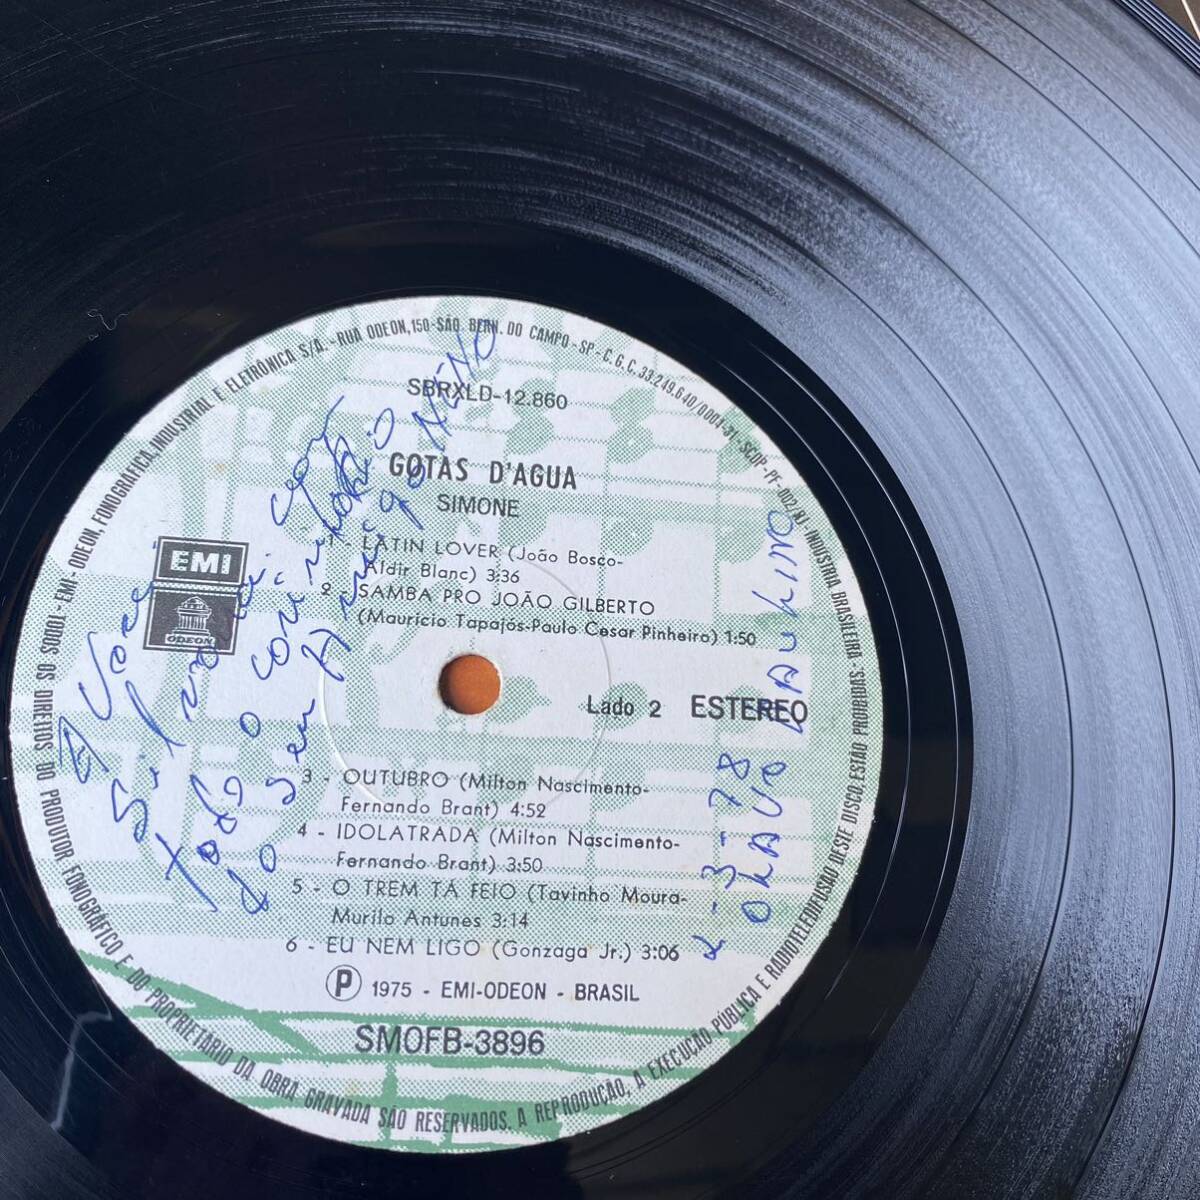 TODOS OS DIREITOS DO PRODUTOR FONOGRÁFICO E DO PROPRIETARIO DA OBRA GRAVADA SÃO RESERVADOS. A REPRODUÇÃO, A EXECUÇÃO PÚBLICA E RADIOTELEDIFUSÃO DESTE DISCO, ESTÃO PROIBIDAS:
EMI - ODEON, FONOGRÁFICA, INDUSTRIAL E ELETRÔNICA S/A. - RUA ODEON, 150 - SÃO BERN. DO CAMPO - SP - C.G.C. 33.249.640/0004-31 - SCDP - PF - 002/RJ - INDUSTRIA BRASILEIRA
SBRXLD-12.860
GOTAS D'AGUA
SIMONE
EMI
ODEON
1 - LATIN LOVER (João Bosco-
Aldir Blanc) 3:36
2 - SAMBA PRO JOÃO GILBERTO
(Maurício Tapajós-Paulo Cesar Pinheiro) 1:50
Lado 2 ESTEREO
3 - OUTUBRO (Milton Nascimento-
Fernando Brant) 4:52
4 - IDOLATRADA (Milton Nascimento-
Fernando Brant) 3:50
5 - O TREM TÁ FEIO (Tavinho Moura-
Murilo Antunes 3:14
6 - EU NEM LIGO (Gonzaga Jr.) 3:06
P 1975 - EMI-ODEON - BRASIL
SMOFB-3896
A Você
com
todo o carinho
do seu Amigo NENO
-3-78